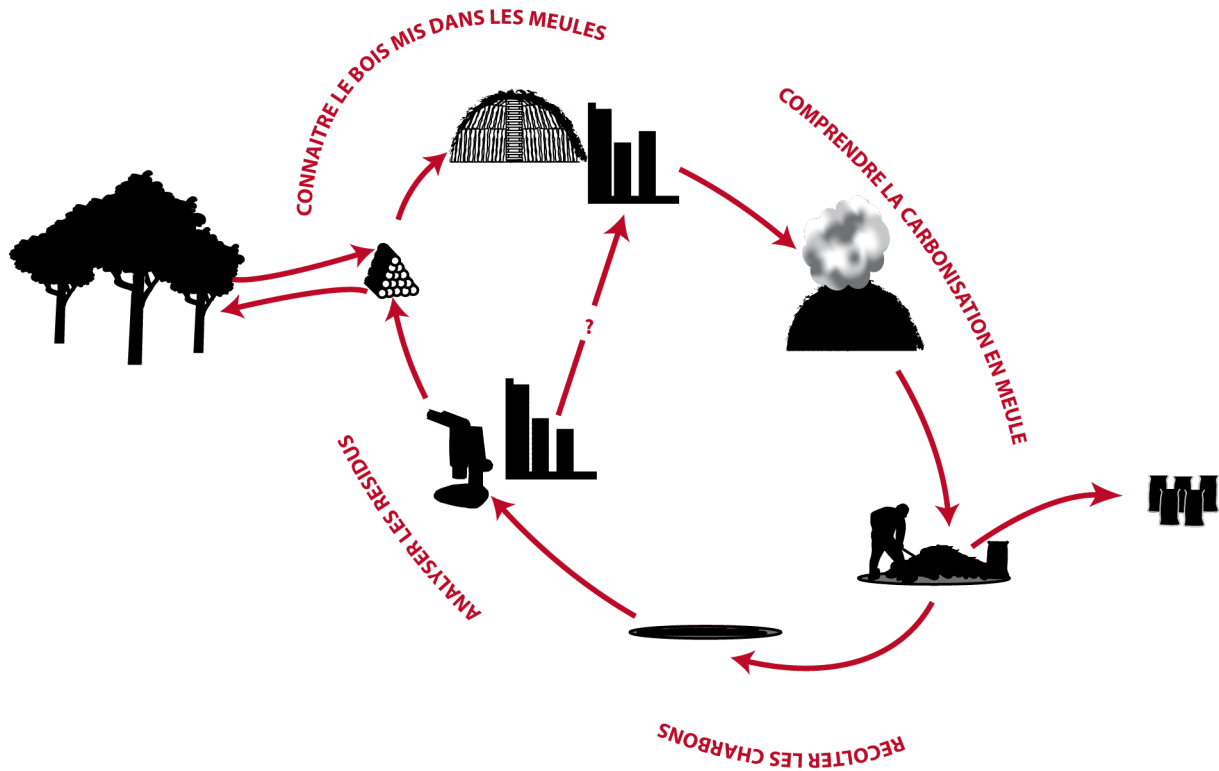 CONNAITRE LE BOIS MIS DANS LES MEULES
COMPRENDRE LA CARBONISATION EN MEULE
?
ANALYSER LES RESIDUS
RECOLTER LES CHARBONS